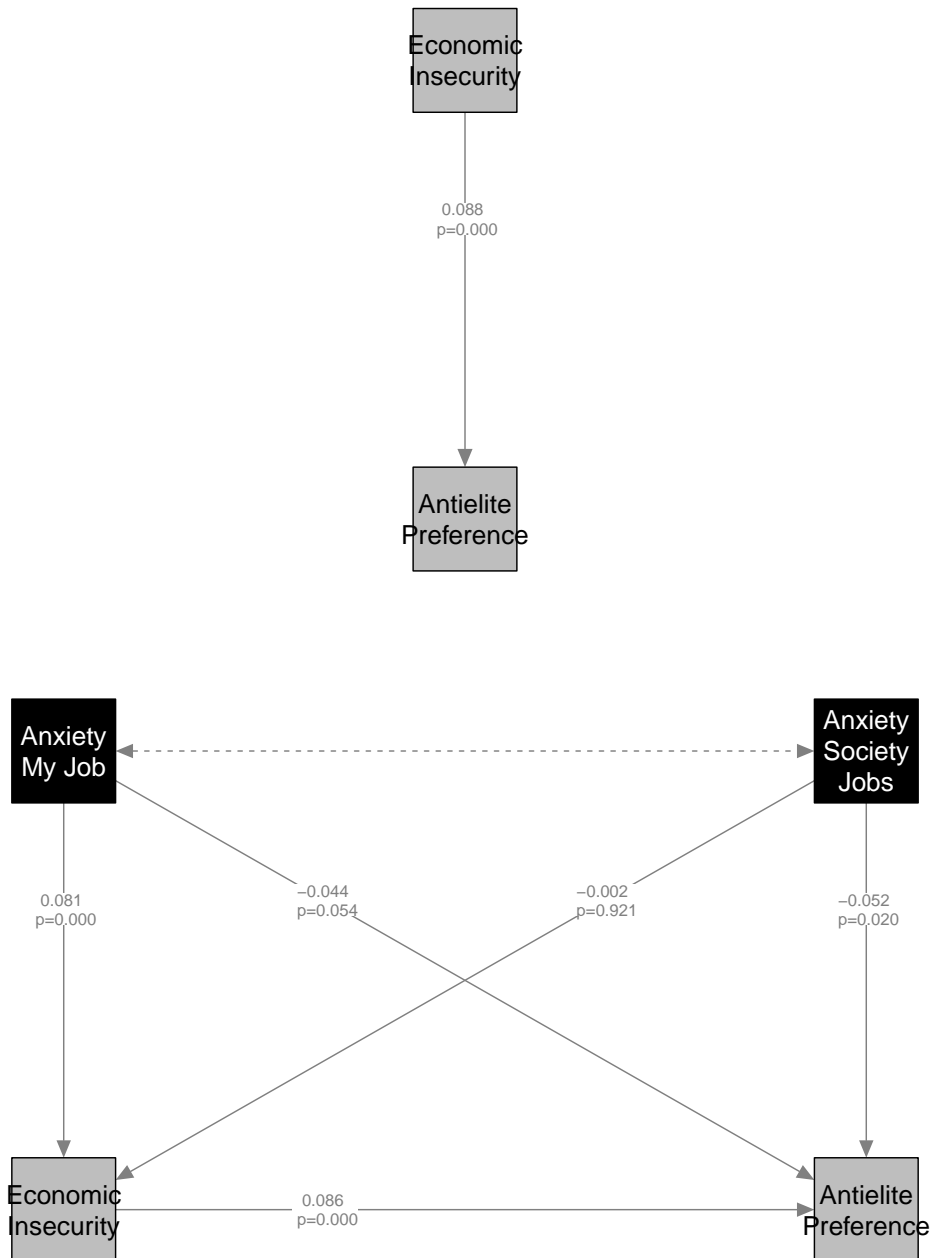 Economic
Insecurity
0.088
p=0.000
Antielite
Preference
Anxiety
My Job
Anxiety
Society
Jobs
0.081
p=0.000
−0.044
p=0.054
−0.002
p=0.921
−0.052
p=0.020
Economic
Insecurity
0.086
p=0.000
Antielite
Preference